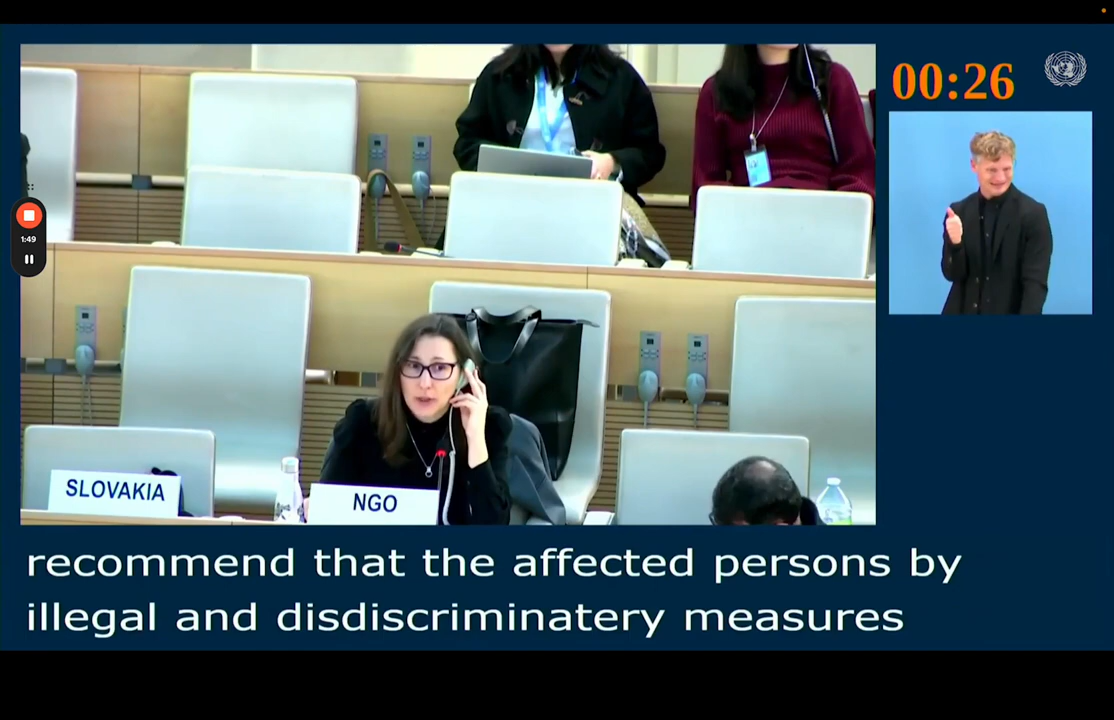 00:26
1:49
SLOVAKIA
NGO
recommend that the affected persons by
illegal and disdiscriminatery measures